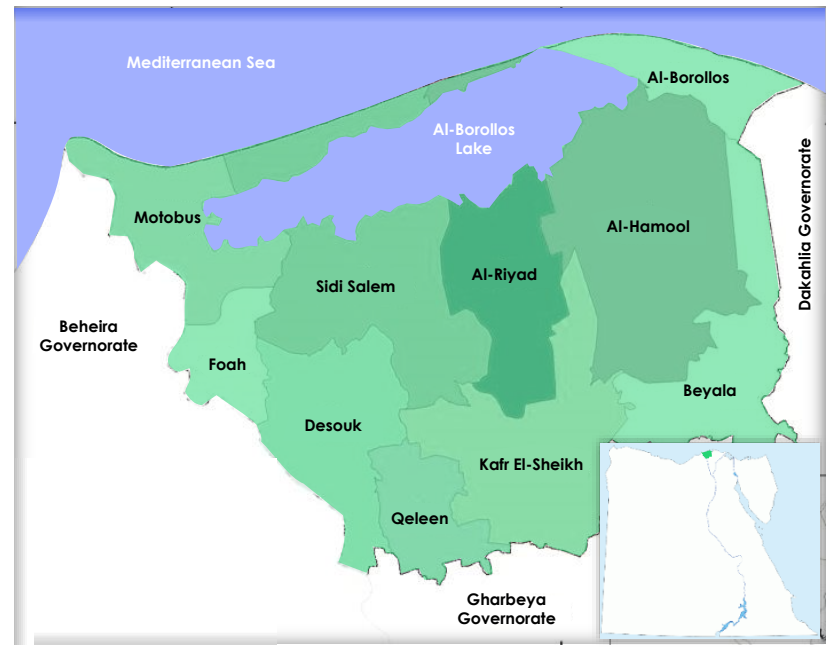 Mediterranean Sea
Al-Borollos
Al-Borollos
Lake
Motobus
Al-Hamool
Dakahlia Governorate
Sidi Salem
Al-Riyad
Beheira
Governorate
Foah
Beyala
Desouk
Kafr El-Sheikh
Qeleen
Gharbeya
Governorate